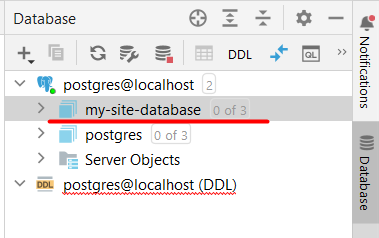 Database
DDL
QL
postgres@localhost 2
my-site-database 0 of 3
postgres 0 of 3
Server Objects
DDL postgres@localhost (DDL)
Notifications
Database